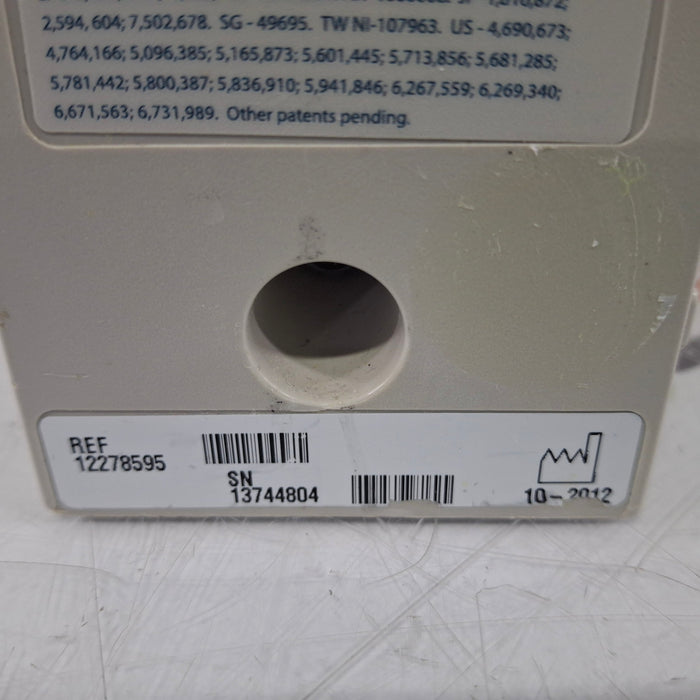 2,594, 604; 7,502,678. SG - 49695. TW NI-107963. US - 4,690,673;
4,764,166; 5,096,385; 5,165,873; 5,601,445; 5,713,856; 5,681,285;
5,781,442; 5,800,387; 5,836,910; 5,941,846; 6,267,559; 6,269,340;
6,671,563; 6,731,989. Other patents pending.
REF
12278595
SN
13744804
10-2012